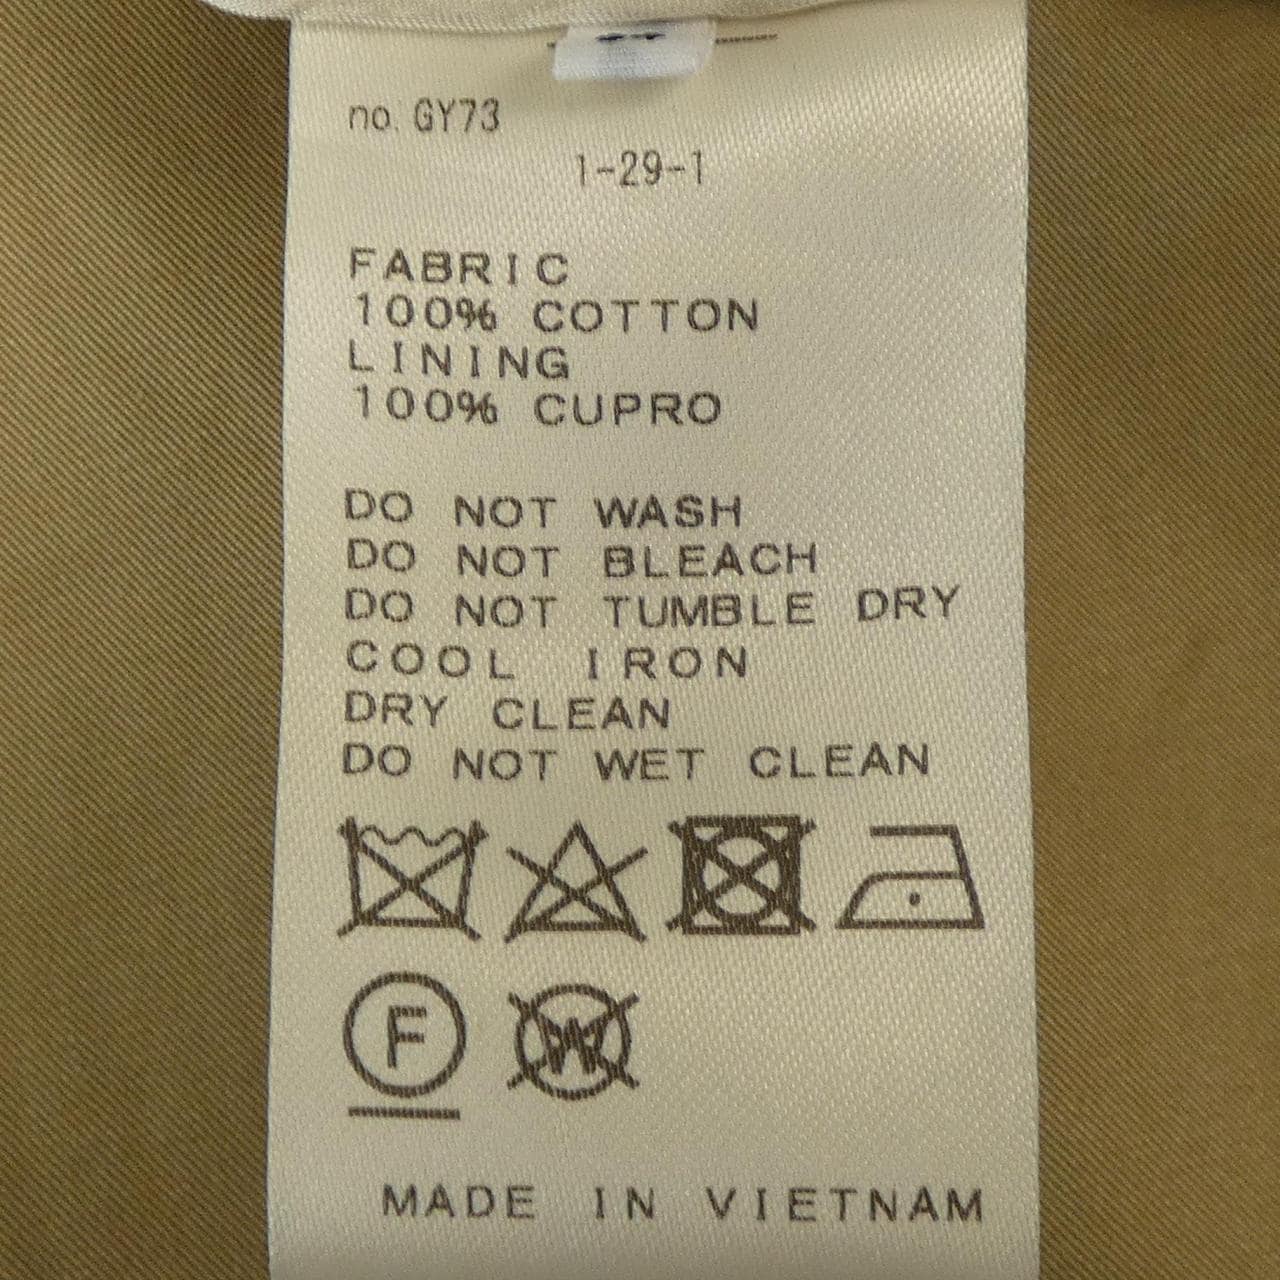 no. GY73
1-29-1
FABRIC
100% COTTON
LINING
100% CUPRO
DO NOT WASH
DO NOT BLEACH
DO NOT TUMBLE DRY
COOL IRON
DRY CLEAN
DO NOT WET CLEAN
F W
MADE IN VIETNAM